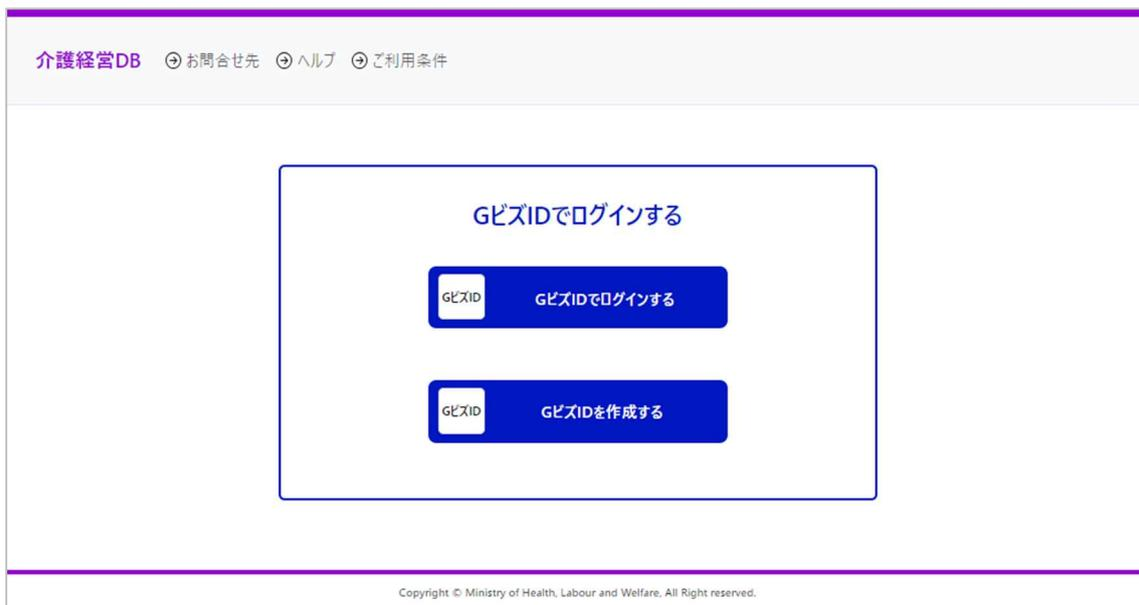 介護経営DB お問合せ先 ヘルプ ご利用条件
GビズIDでログインする
GビズID GビズIDでログインする
GビズID GビズIDを作成する
Copyright © Ministry of Health, Labour and Welfare, All Right reserved.